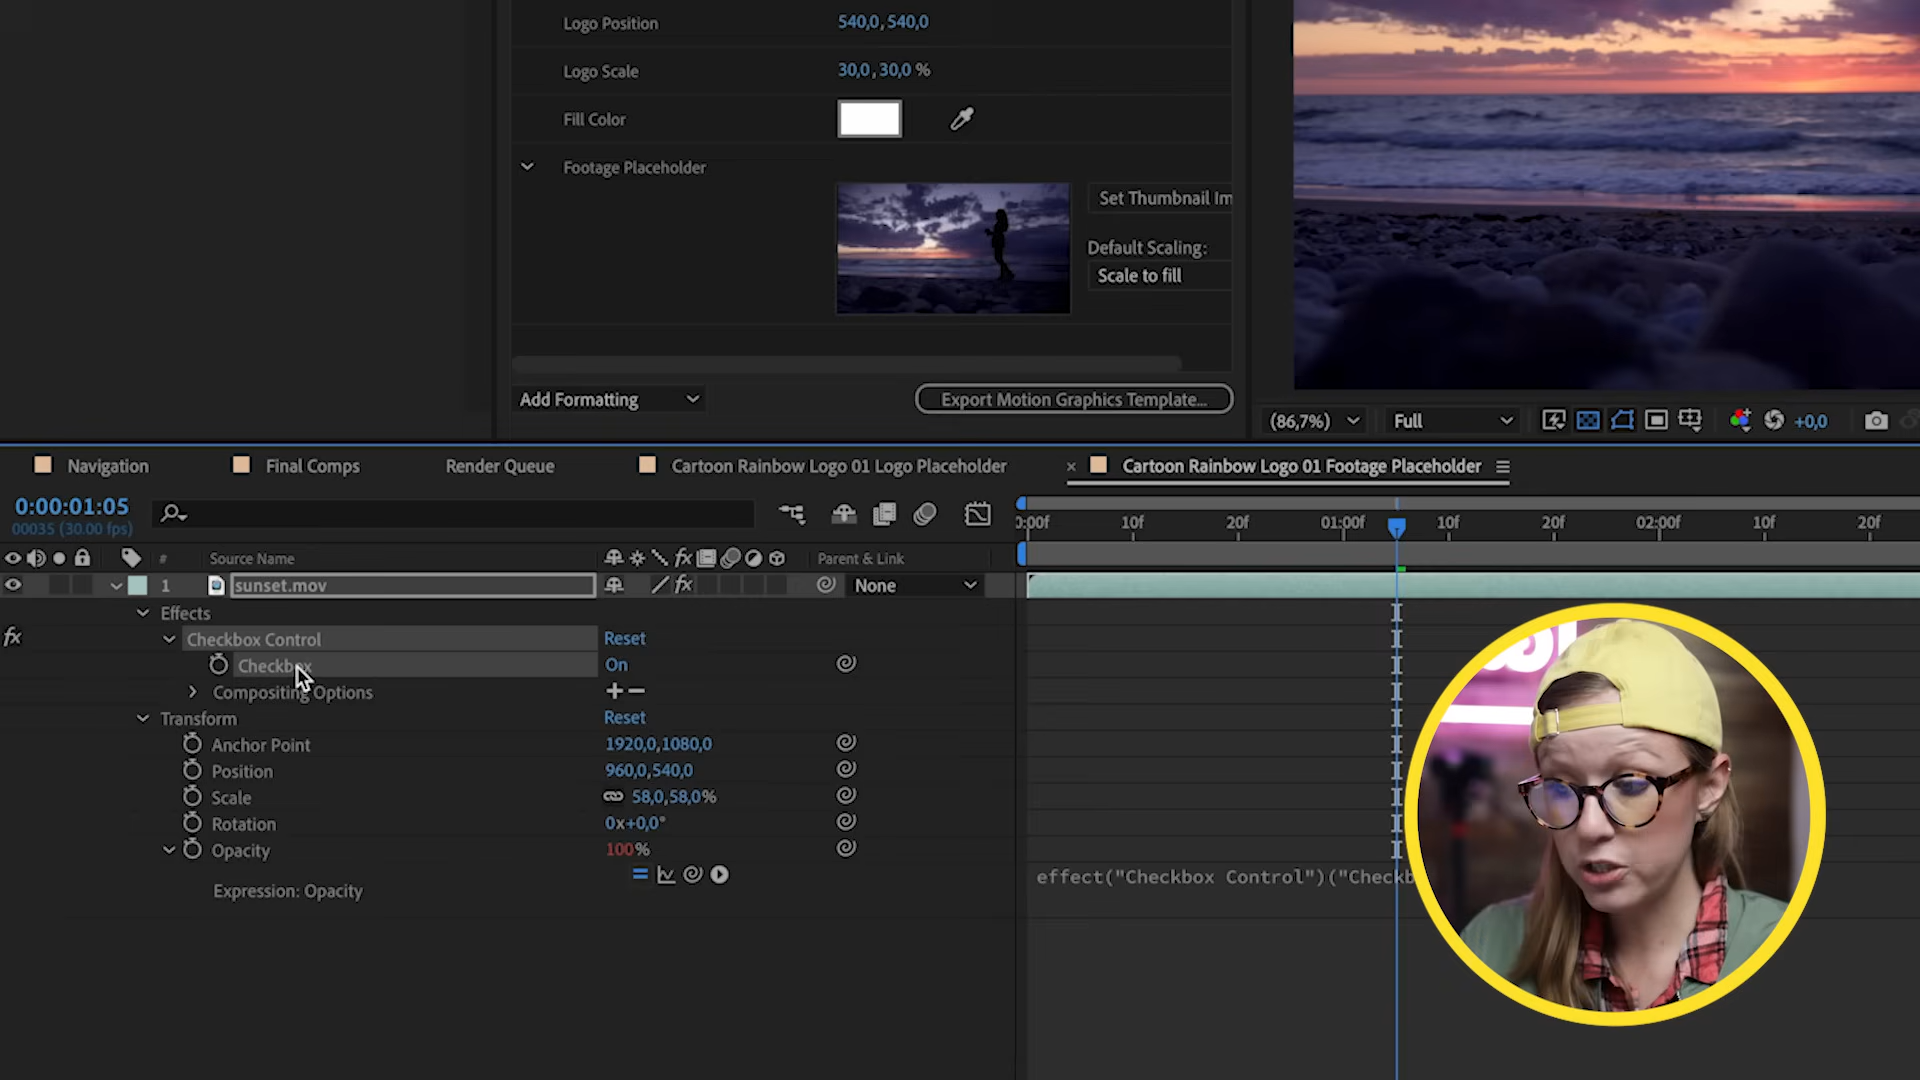 Logo Position 540,0, 540,0
Logo Scale 30,0, 30,0 %
Fill Color
Footage Placeholder
Set Thumbnail Im
Default Scaling:
Scale to fill
Add Formatting
Export Motion Graphics Template...
(86,7%) Full +0,0
Navigation Final Comps Render Queue Cartoon Rainbow Logo 01 Logo Placeholder × Cartoon Rainbow Logo 01 Footage Placeholder
0:00:01:05
00035 (30.00 fps)
0:00f 10f 20f 01:00f 10f 20f 02:00f 10f 20f
# Source Name fx Parent & Link
1 sunset.mov fx None
Effects
fx Checkbox Control Reset
Checkbox On
Compositing Options +−
Transform Reset
Anchor Point 1920,0,1080,0
Position 960,0,540,0
Scale 58,0,58,0%
Rotation 0x+0,0°
Opacity 100%
Expression: Opacity
effect("Checkbox Control")("Checkb